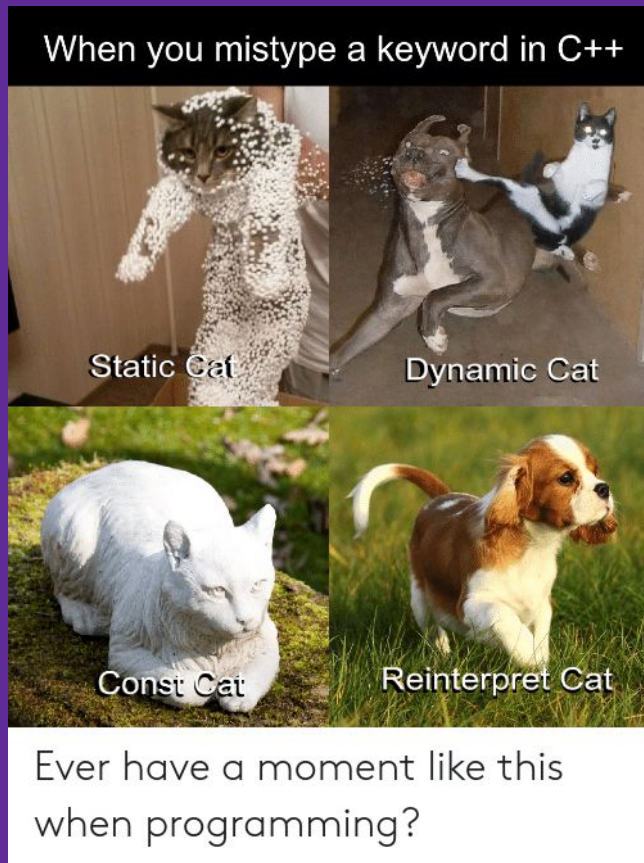 When you mistype a keyword in C++
Static Cat
Dynamic Cat
Const Cat
Reinterpret Cat
Ever have a moment like this
when programming?